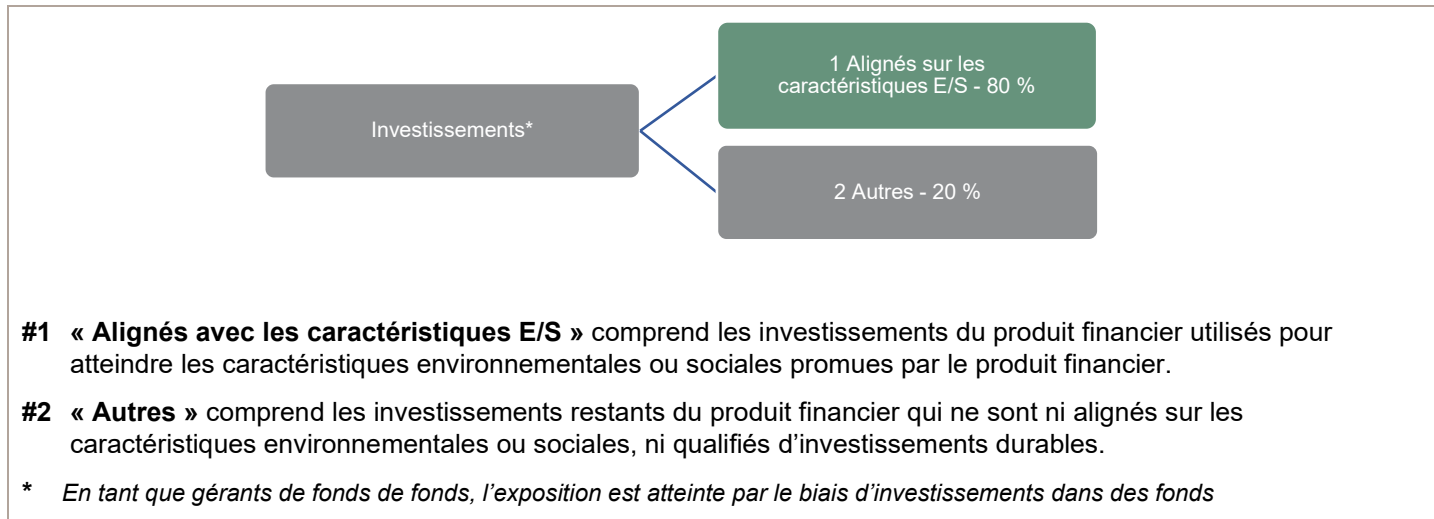 1 Alignés sur les
caractéristiques E/S - 80 %
Investissements*
2 Autres - 20 %
#1 « Alignés avec les caractéristiques E/S » comprend les investissements du produit financier utilisés pour
atteindre les caractéristiques environnementales ou sociales promues par le produit financier.
#2 « Autres » comprend les investissements restants du produit financier qui ne sont ni alignés sur les
caractéristiques environnementales ou sociales, ni qualifiés d’investissements durables.
* En tant que gérants de fonds de fonds, l’exposition est atteinte par le biais d’investissements dans des fonds